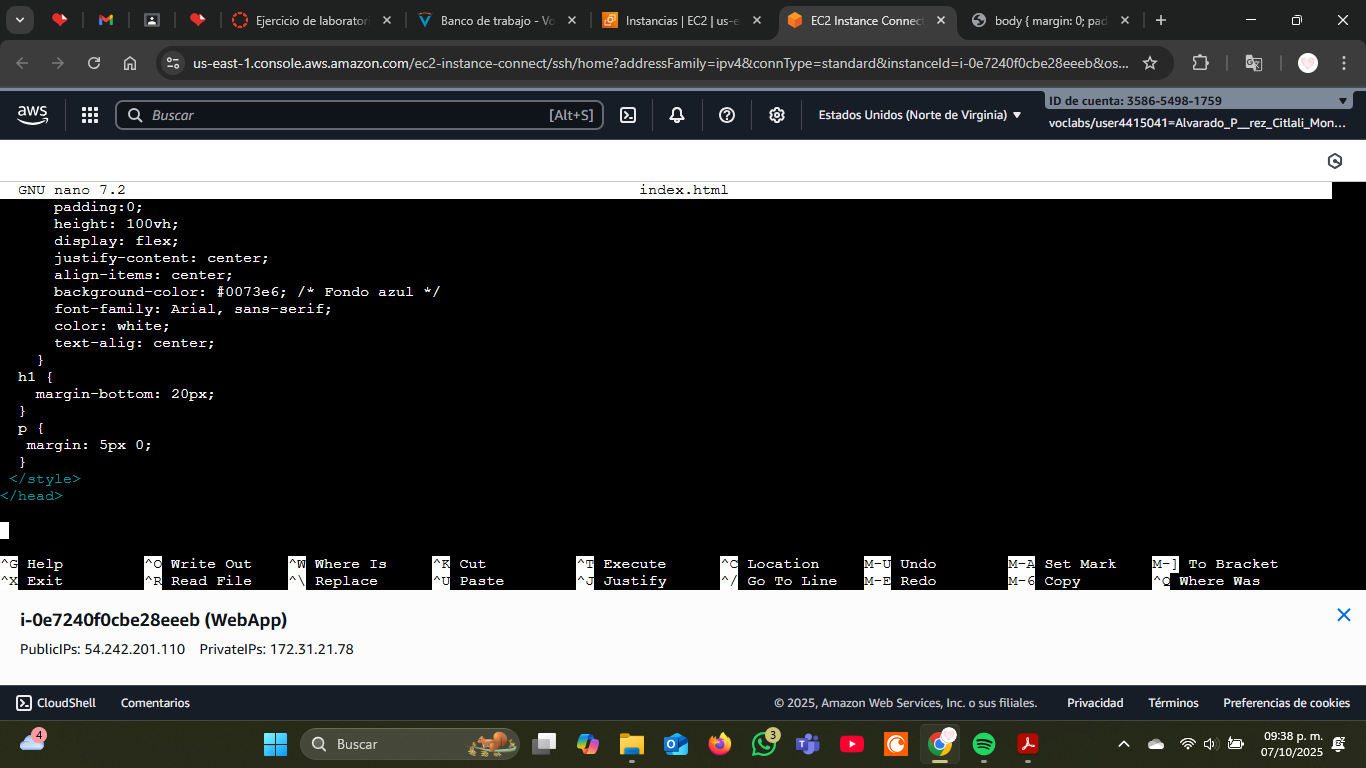 Ejercicio de laboratori
Banco de trabajo - Vo
Instancias | EC2 | us-e
EC2 Instance Connect
body { margin: 0; pad
us-east-1.console.aws.amazon.com/ec2-instance-connect/ssh/home?addressFamily=ipv4&connType=standard&instanceId=i-0e7240f0cbe28eeeb&os...
aws
Buscar
[Alt+S]
Estados Unidos (Norte de Virginia)
ID de cuenta: 3586-5498-1759
voclabs/user4415041=Alvarado_P__rez_Citlali_Mon...
GNU nano 7.2 index.html
padding:0;
height: 100vh;
display: flex;
justify-content: center;
align-items: center;
background-color: #0073e6; /* Fondo azul */
font-family: Arial, sans-serif;
color: white;
text-alig: center;
}
h1 {
margin-bottom: 20px;
}
p {
margin: 5px 0;
}
</style>
</head>
^G Help ^O Write Out ^W Where Is ^K Cut ^T Execute ^C Location M-U Undo M-A Set Mark M-] To Bracket
^X Exit ^R Read File ^\ Replace ^U Paste ^J Justify ^/ Go To Line M-E Redo M-6 Copy ^Q Where Was
i-0e7240f0cbe28eeeb (WebApp)
PublicIPs: 54.242.201.110 PrivateIPs: 172.31.21.78
CloudShell Comentarios © 2025, Amazon Web Services, Inc. o sus filiales. Privacidad Términos Preferencias de cookies
4
Buscar
3
09:38 p. m.
07/10/2025